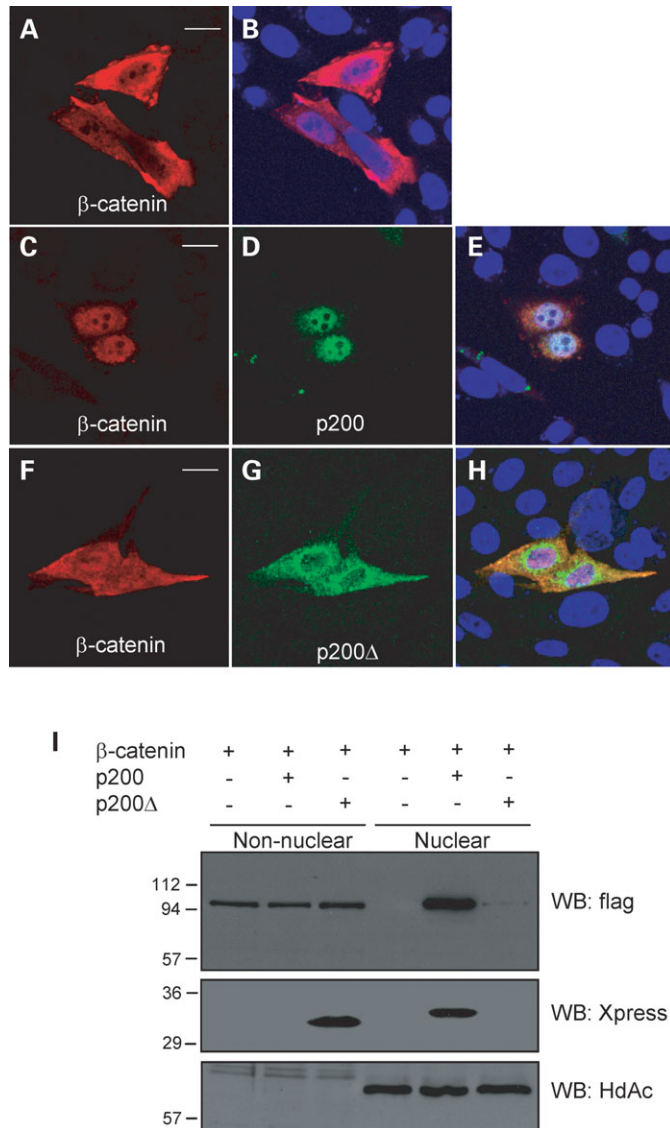 A
B
β-catenin
C
D
E
β-catenin
p200
F
G
H
β-catenin
p200Δ
I
β-catenin + + + + + +
p200 - + - - + -
p200Δ - - + - - +
Non-nuclear Nuclear
112
94
57
WB: flag
36
29
WB: Xpress
57
WB: HdAc